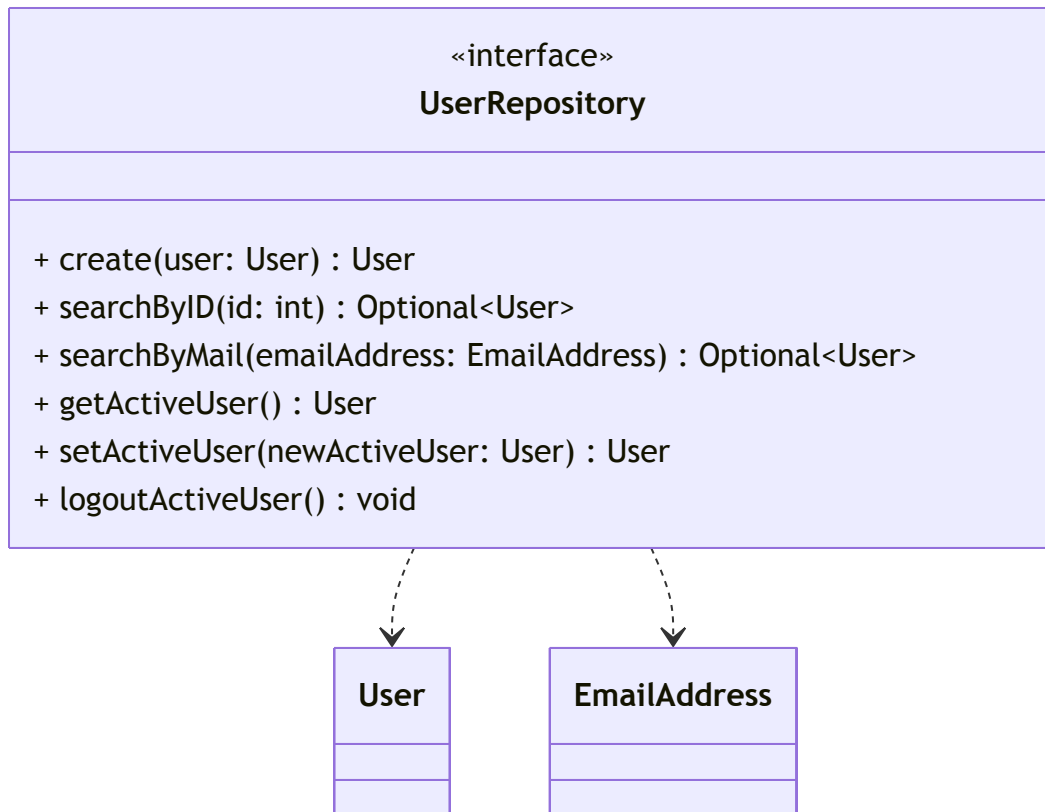 «interface»
UserRepository
+ create(user: User) : User
+ searchByID(id: int) : Optional<User>
+ searchByMail(emailAddress: EmailAddress) : Optional<User>
+ getActiveUser() : User
+ setActiveUser(newActiveUser: User) : User
+ logoutActiveUser() : void
User
EmailAddress